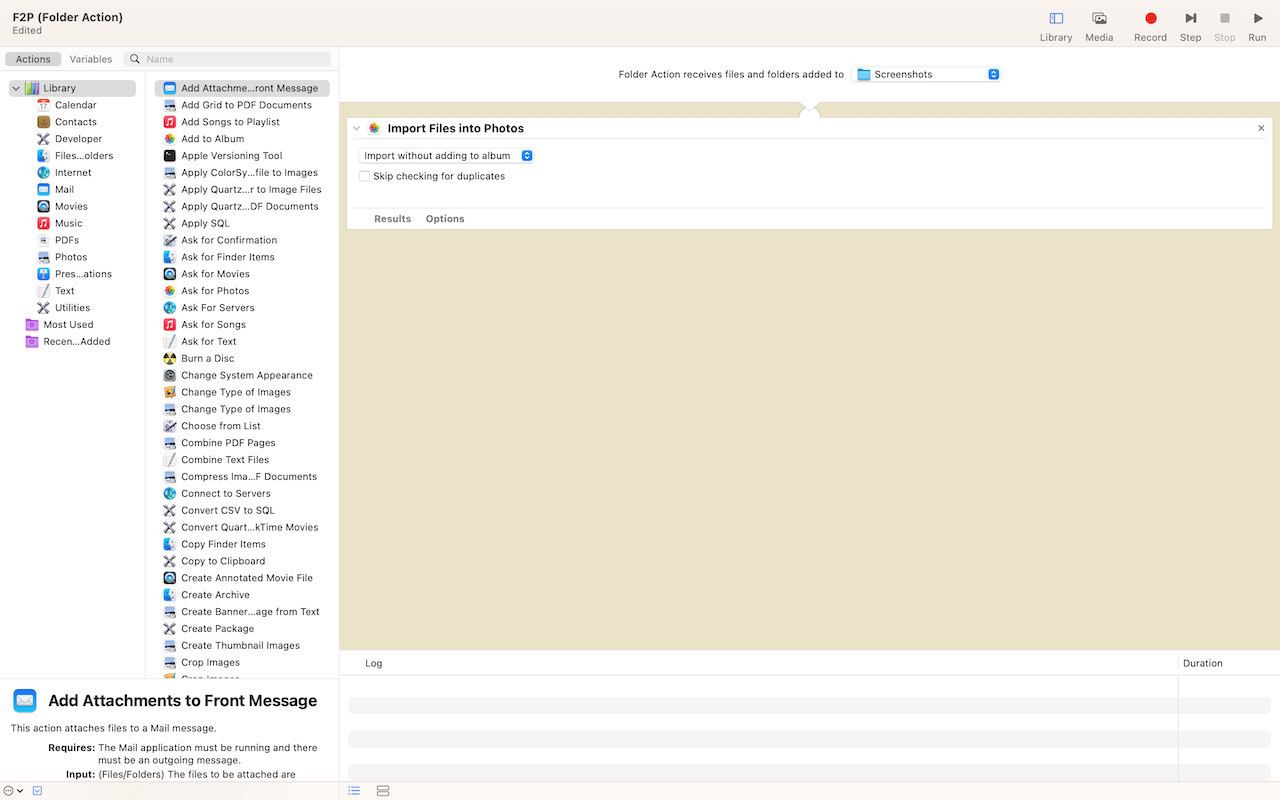 F2P (Folder Action)
Edited
Library
Media
Record
Step
Stop
Run
Actions
Variables
Name
Folder Action receives files and folders added to
Screenshots
Library
Calendar
Contacts
Developer
Files...olders
Internet
Mail
Movies
Music
PDFs
Photos
Pres...ations
Text
Utilities
Most Used
Recen...Added
Add Attachme...ront Message
Add Grid to PDF Documents
Add Songs to Playlist
Add to Album
Apple Versioning Tool
Apply ColorSy...file to Images
Apply Quartz...r to Image Files
Apply Quartz...DF Documents
Apply SQL
Ask for Confirmation
Ask for Finder Items
Ask for Movies
Ask for Photos
Ask For Servers
Ask for Songs
Ask for Text
Burn a Disc
Change System Appearance
Change Type of Images
Change Type of Images
Choose from List
Combine PDF Pages
Combine Text Files
Compress Ima...F Documents
Connect to Servers
Convert CSV to SQL
Convert Quart...kTime Movies
Copy Finder Items
Copy to Clipboard
Create Annotated Movie File
Create Archive
Create Banner...age from Text
Create Package
Create Thumbnail Images
Crop Images
Import Files into Photos
Import without adding to album
Skip checking for duplicates
Results
Options
Log
Duration
Add Attachments to Front Message
This action attaches files to a Mail message.
Requires: The Mail application must be running and there
must be an outgoing message.
Input: (Files/Folders) The files to be attached are